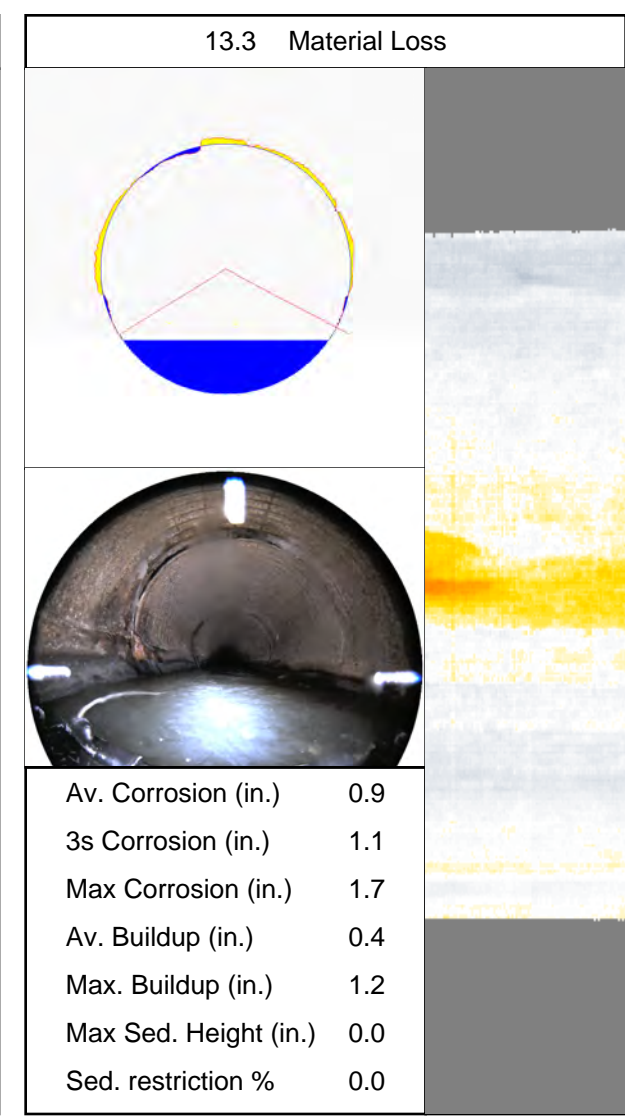 13.3 Material Loss
Av. Corrosion (in.) 0.9
3s Corrosion (in.) 1.1
Max Corrosion (in.) 1.7
Av. Buildup (in.) 0.4
Max. Buildup (in.) 1.2
Max Sed. Height (in.) 0.0
Sed. restriction % 0.0